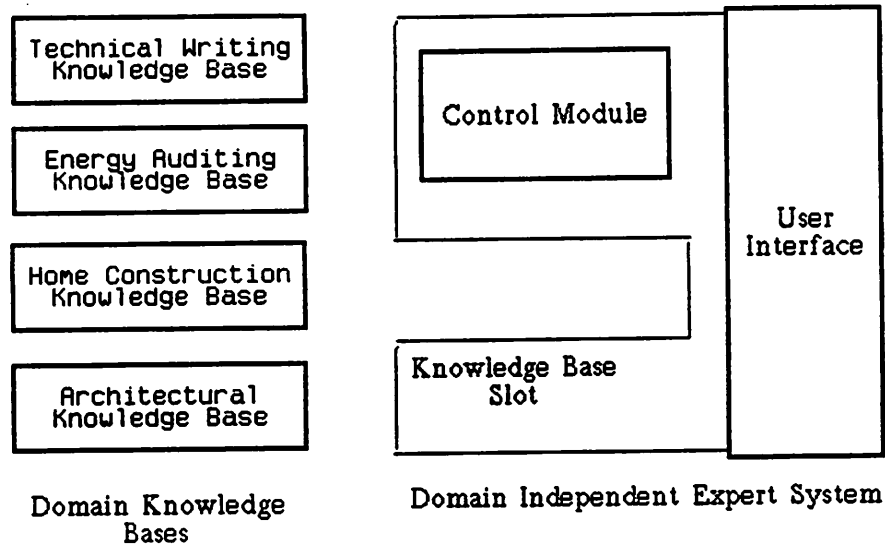 Technical Writing
Knowledge Base
Energy Auditing
Knowledge Base
Home Construction
Knowledge Base
Architectural
Knowledge Base
Domain Knowledge
Bases
Control Module
Knowledge Base
Slot
User
Interface
Domain Independent Expert System